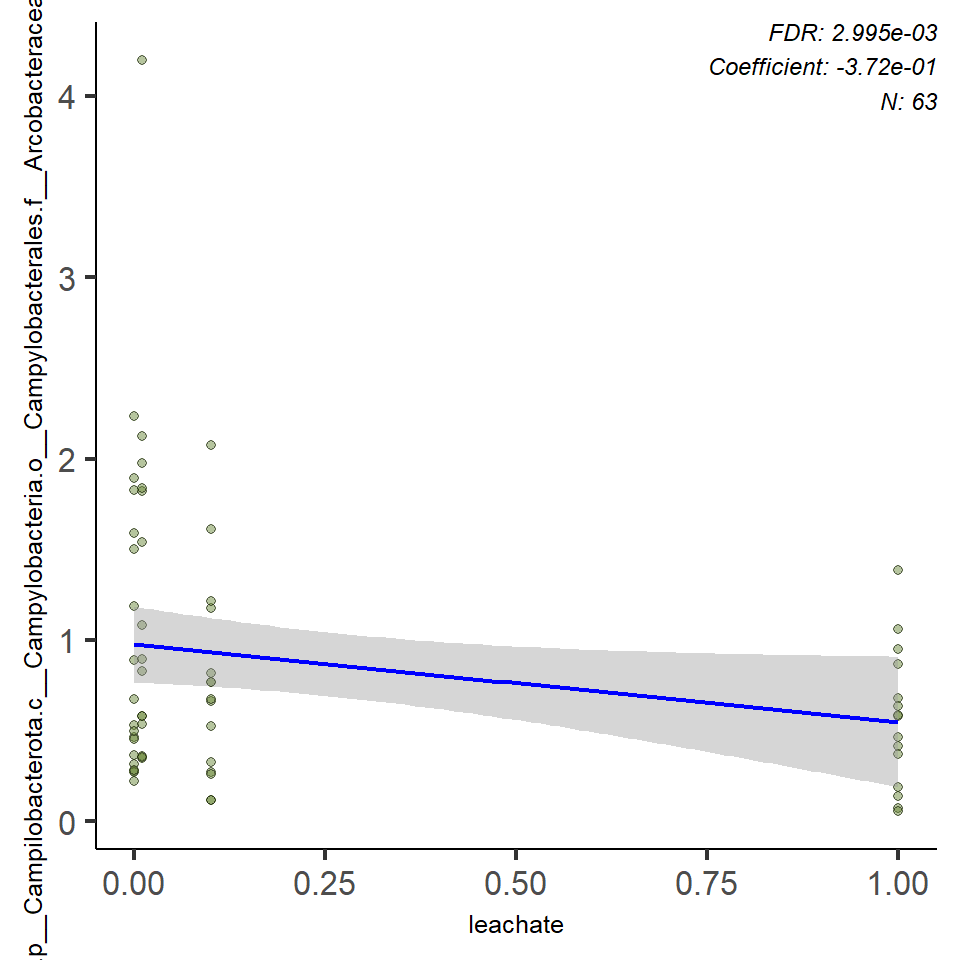 FDR: 2.995e-03
Coefficient: -3.72e-01
N: 63
p__Campilobacterota.c__Campylobacteria.o__Campylobacterales.f__Arcobacteracea
4
3
2
1
0
0.00 0.25 0.50 0.75 1.00
leachate